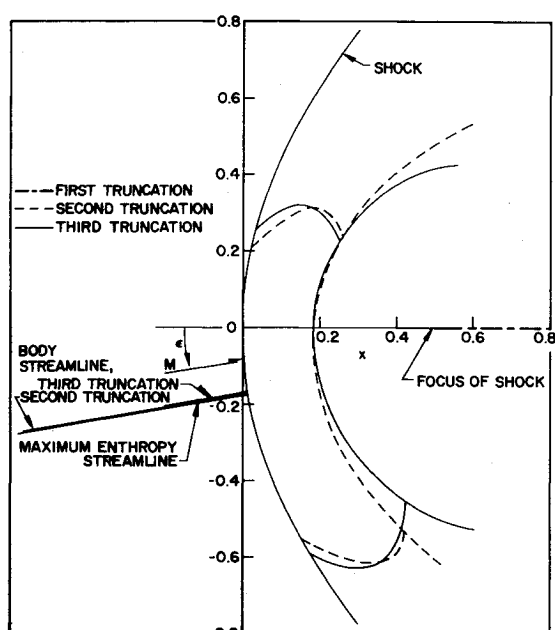 0.8
SHOCK
0.6
FIRST TRUNCATION
SECOND TRUNCATION
THIRD TRUNCATION
0.4
0.2
0
0.2
0.4
0.6
0.8
ϵ
M
x
BODY
STREAMLINE,
THIRD TRUNCATION
SECOND TRUNCATION
FOCUS OF SHOCK
-0.2
MAXIMUM ENTHROPY
STREAMLINE
-0.4
-0.6